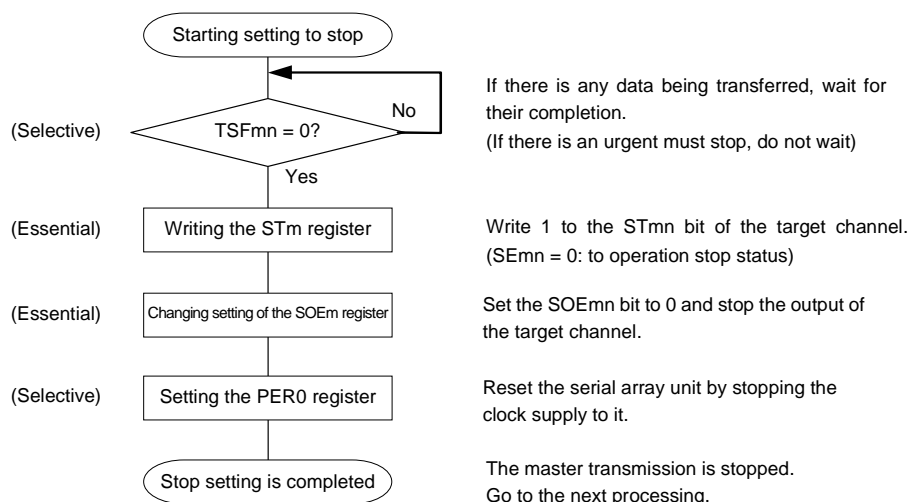 Starting setting to stop
No
If there is any data being transferred, wait for
their completion.
(If there is an urgent must stop, do not wait)
(Selective)
TSFmn = 0?
Yes
(Essential)
Writing the STm register
Write 1 to the STmn bit of the target channel.
(SEmn = 0: to operation stop status)
(Essential)
Changing setting of the SOEm register
Set the SOEmn bit to 0 and stop the output of
the target channel.
(Selective)
Setting the PER0 register
Reset the serial array unit by stopping the
clock supply to it.
Stop setting is completed
The master transmission is stopped.
Go to the next processing.